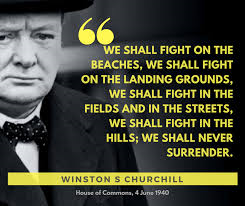 “
WE SHALL FIGHT ON THE
BEACHES, WE SHALL FIGHT
ON THE LANDING GROUNDS,
WE SHALL FIGHT IN THE
FIELDS AND IN THE STREETS,
WE SHALL FIGHT IN THE
HILLS; WE SHALL NEVER
SURRENDER.
WINSTON S CHURCHILL
House of Commons, 4 June 1940